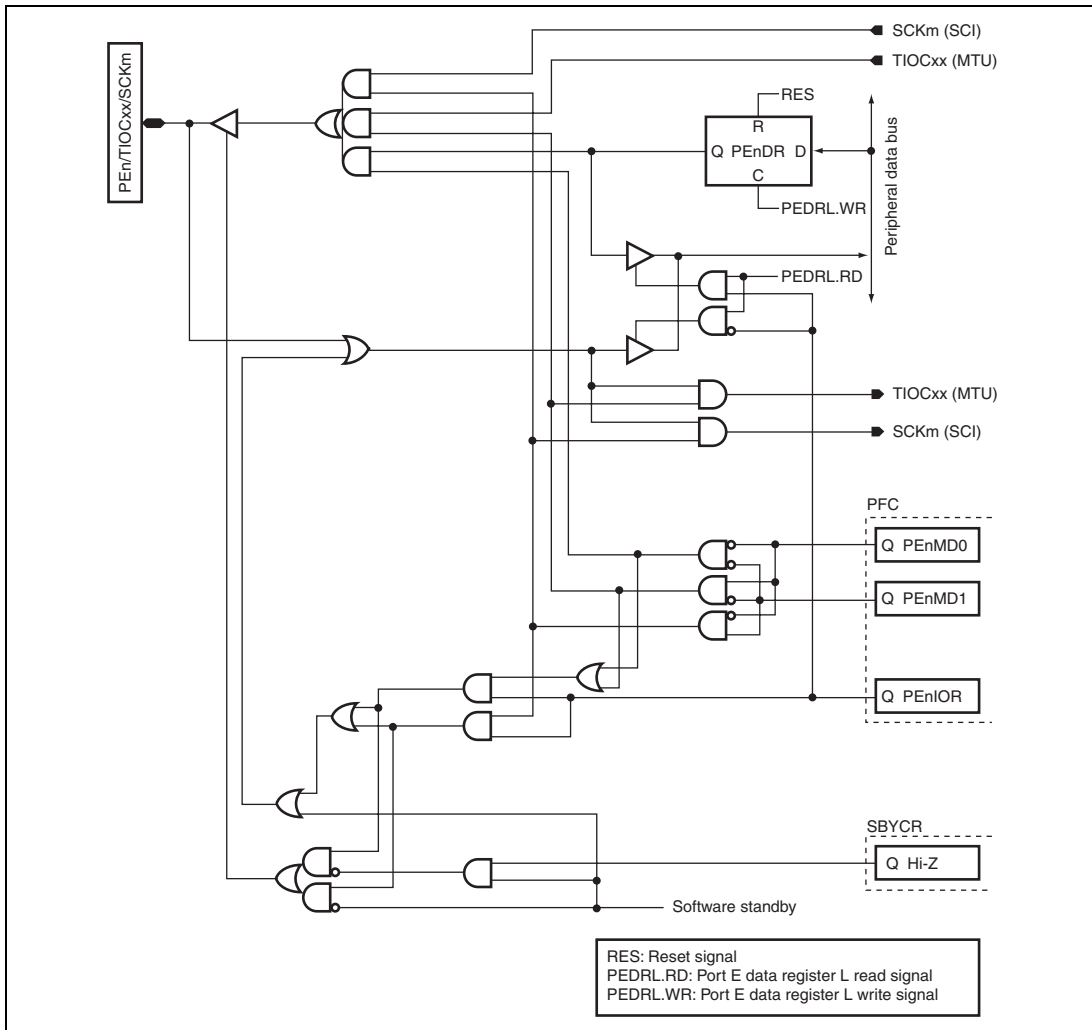 SCKm (SCI)
TIOCxx (MTU)
PEn/TIOCxx/SCKm
RES
R
Q PEnDR D
C
PEDRL.WR
Peripheral data bus
PEDRL.RD
TIOCxx (MTU)
SCKm (SCI)
PFC
Q PEnMD0
Q PEnMD1
Q PEnIOR
SBYCR
Q Hi-Z
Software standby
RES: Reset signal
PEDRL.RD: Port E data register L read signal
PEDRL.WR: Port E data register L write signal